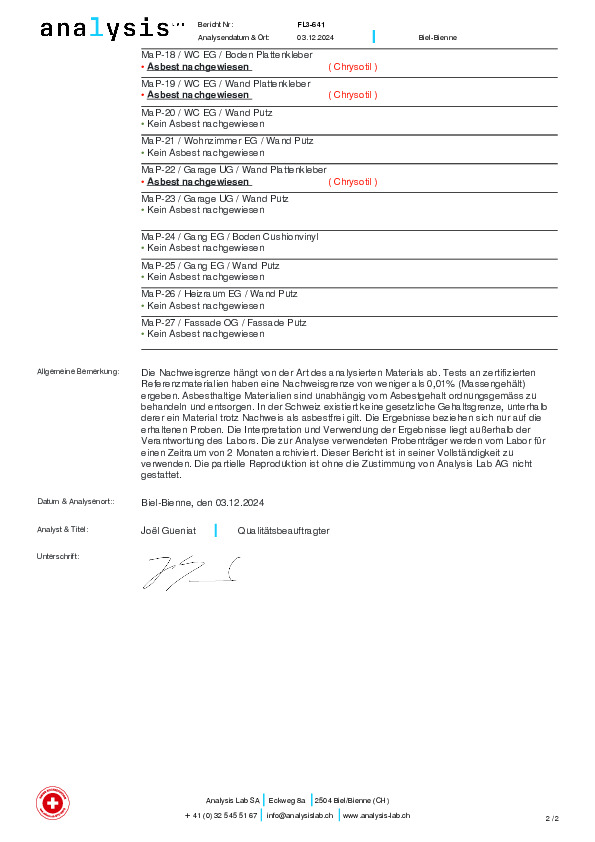 analysis
Bericht Nr: FL3-641
Analysendatum & Ort: 03.12.2024 Biel-Bienne
MaP-18 / WC EG / Boden Plattenkleber
• Asbest nachgewiesen ( Chrysotil )
MaP-19 / WC EG / Wand Plattenkleber
• Asbest nachgewiesen ( Chrysotil )
MaP-20 / WC EG / Wand Putz
• Kein Asbest nachgewiesen
MaP-21 / Wohnzimmer EG / Wand Putz
• Kein Asbest nachgewiesen
MaP-22 / Garage UG / Wand Plattenkleber
• Asbest nachgewiesen ( Chrysotil )
MaP-23 / Garage UG / Wand Putz
• Kein Asbest nachgewiesen
MaP-24 / Gang EG / Boden Cushionvinyl
• Kein Asbest nachgewiesen
MaP-25 / Gang EG / Wand Putz
• Kein Asbest nachgewiesen
MaP-26 / Heizraum EG / Wand Putz
• Kein Asbest nachgewiesen
MaP-27 / Fassade OG / Fassade Putz
• Kein Asbest nachgewiesen
Allgemeine Bemerkung: Die Nachweisgrenze hängt von der Art des analysierten Materials ab. Tests an zertifizierten
Referenzmaterialien haben eine Nachweisgrenze von weniger als 0,01% (Massengehält)
ergeben. Asbesthaltige Materialien sind unabhängig vom Asbestgehalt ordnungsgemäss zu
behandeln und entsorgen. In der Schweiz existiert keine gesetzliche Gehaltsgrenze, unterhalb
derer ein Material trotz Nachweis als asbestfrei gilt. Die Ergebnisse beziehen sich nur auf die
erhaltenen Proben. Die Interpretation und Verwendung der Ergebnisse liegt außerhalb der
Verantwortung des Labors. Die zur Analyse verwendeten Probenträger werden vom Labor für
einen Zeitraum von 2 Monaten archiviert. Dieser Bericht ist in seiner Vollständigkeit zu
verwenden. Die partielle Reproduktion ist ohne die Zustimmung von Analysis Lab AG nicht
gestattet.
Datum & Analysenort:: Biel-Bienne, den 03.12.2024
Analyst & Titel: Joël Gueniat Qualitätsbeauftragter
Unterschrift:
Analysis Lab SA Eckweg 8a 2504 Biel/Bienne (CH)
+ 41 (0) 32 545 51 67 info@analysislab.ch www.analysis-lab.ch
2 / 2